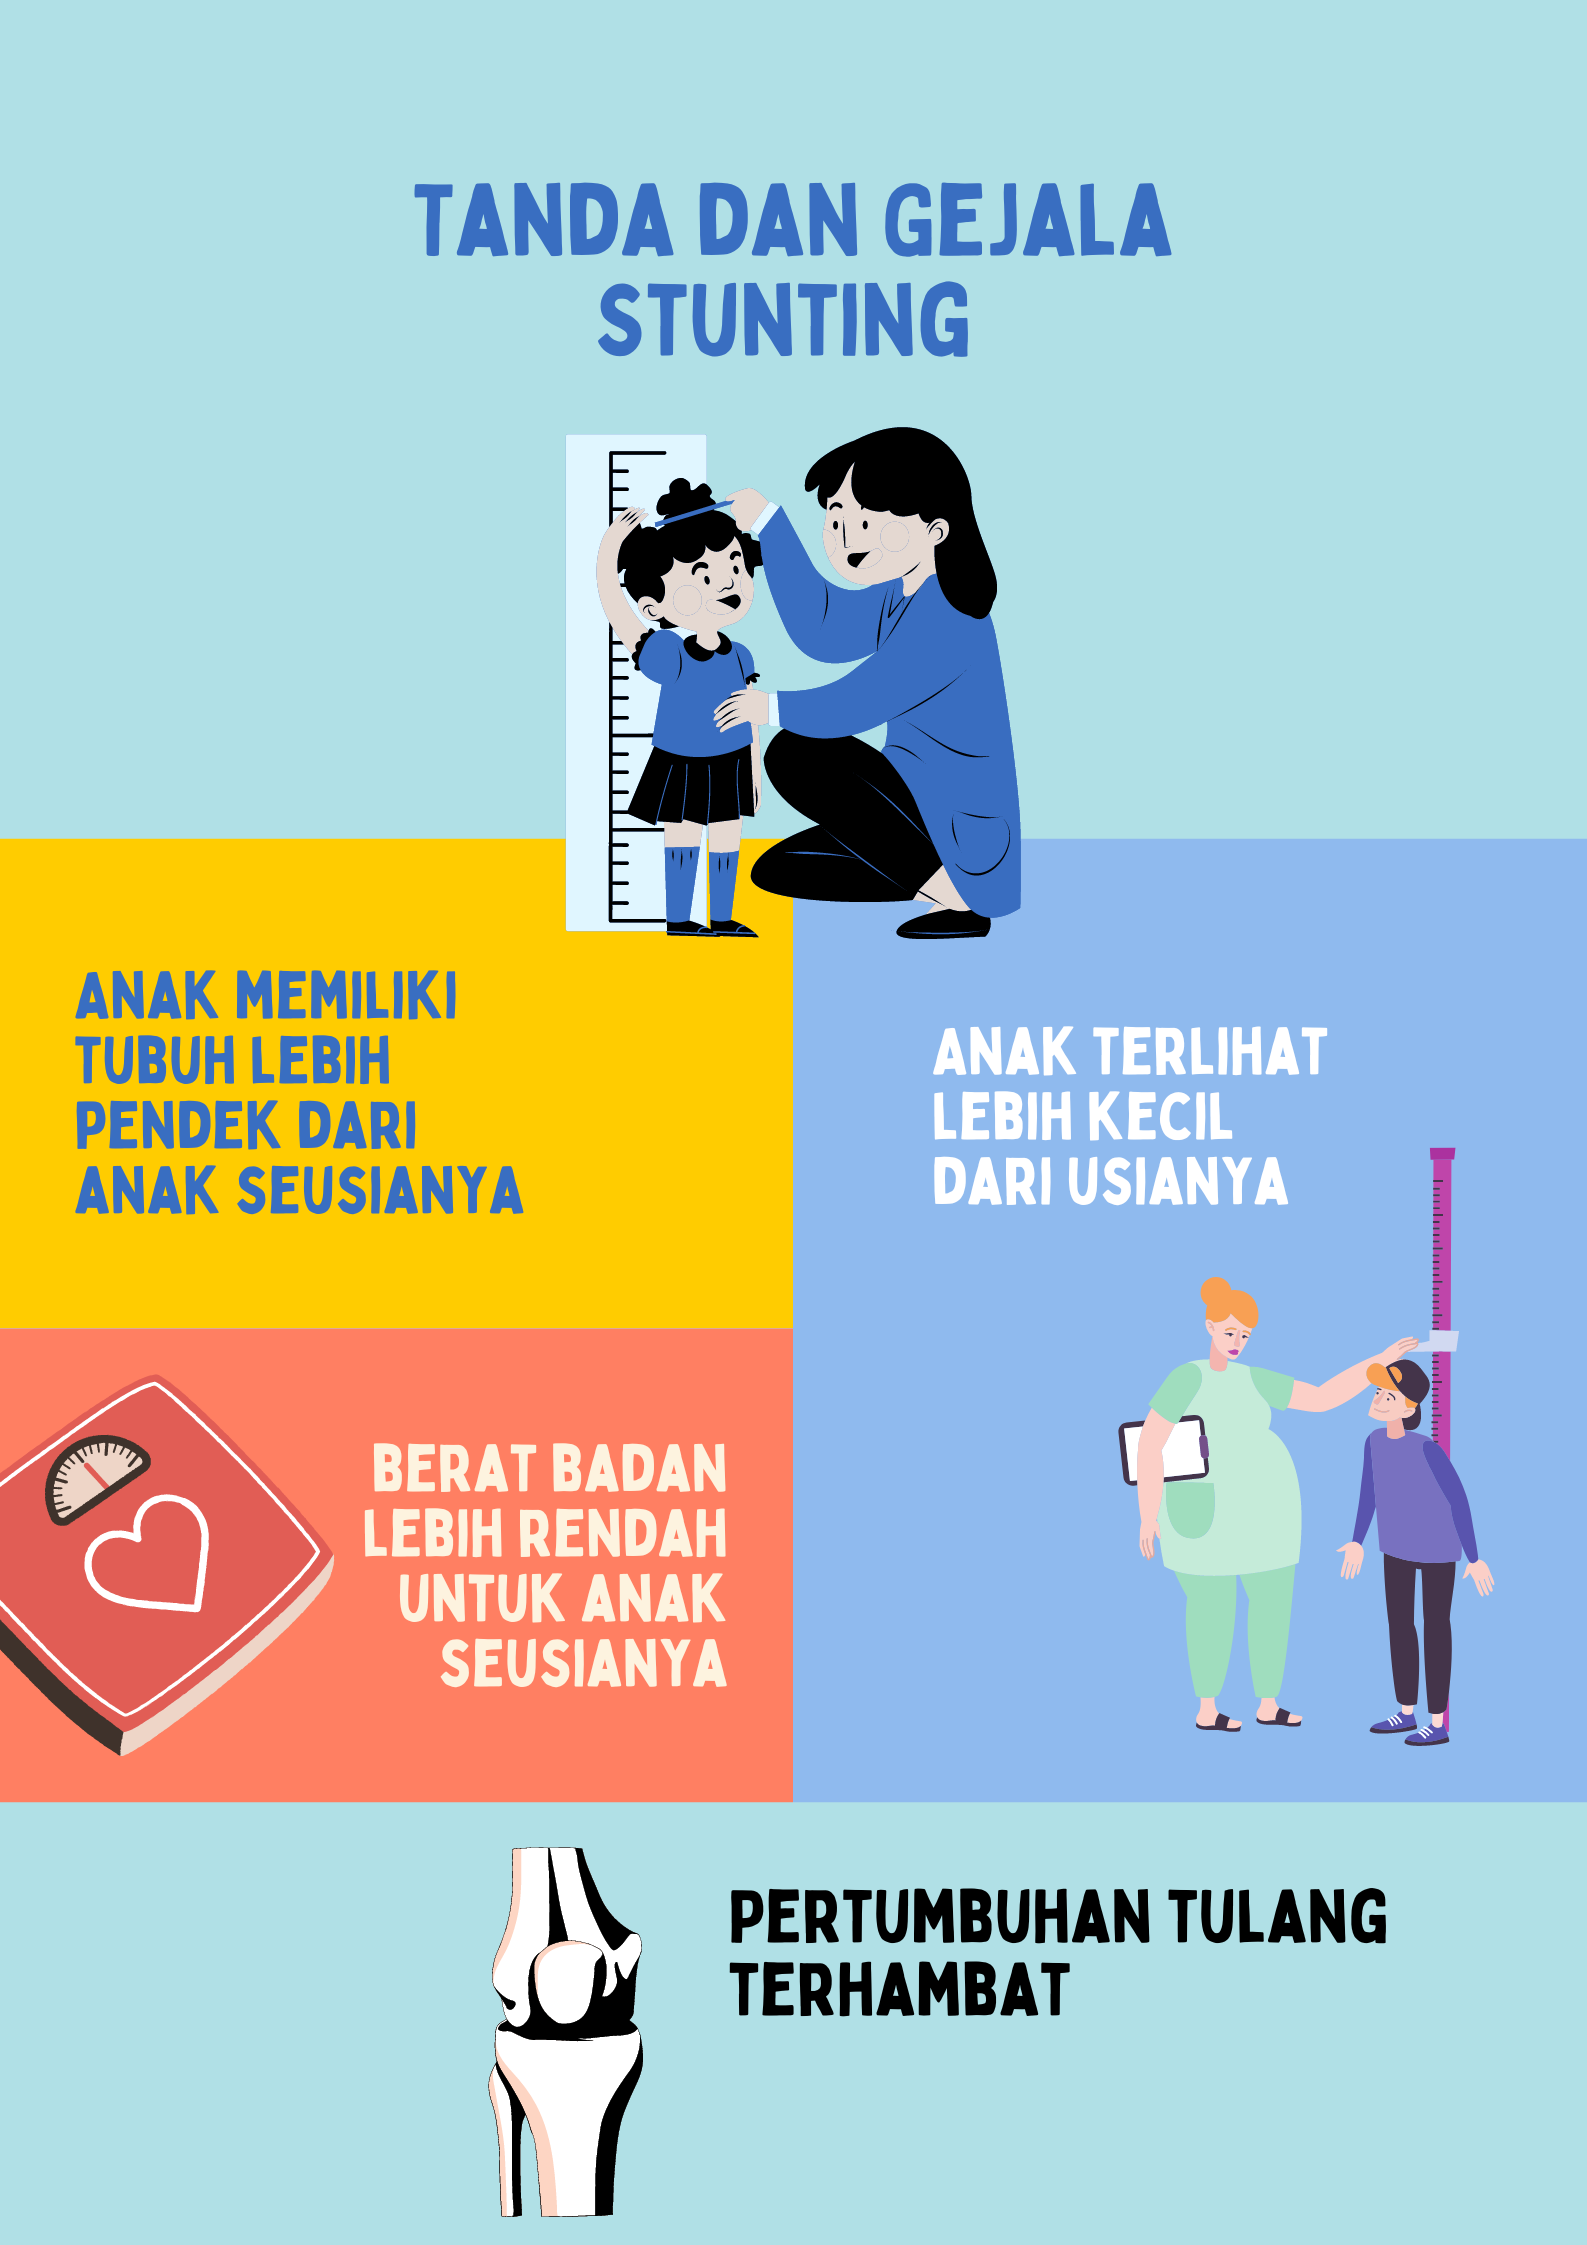 TANDA DAN GEJALA
STUNTING
ANAK MEMILIKI
TUBUH LEBIH
PENDEK DARI
ANAK SEUSIANYA
ANAK TERLIHAT
LEBIH KECIL
DARI USIANYA
BERAT BADAN
LEBIH RENDAH
UNTUK ANAK
SEUSIANYA
PERTUMBUHAN TULANG
TERHAMBAT